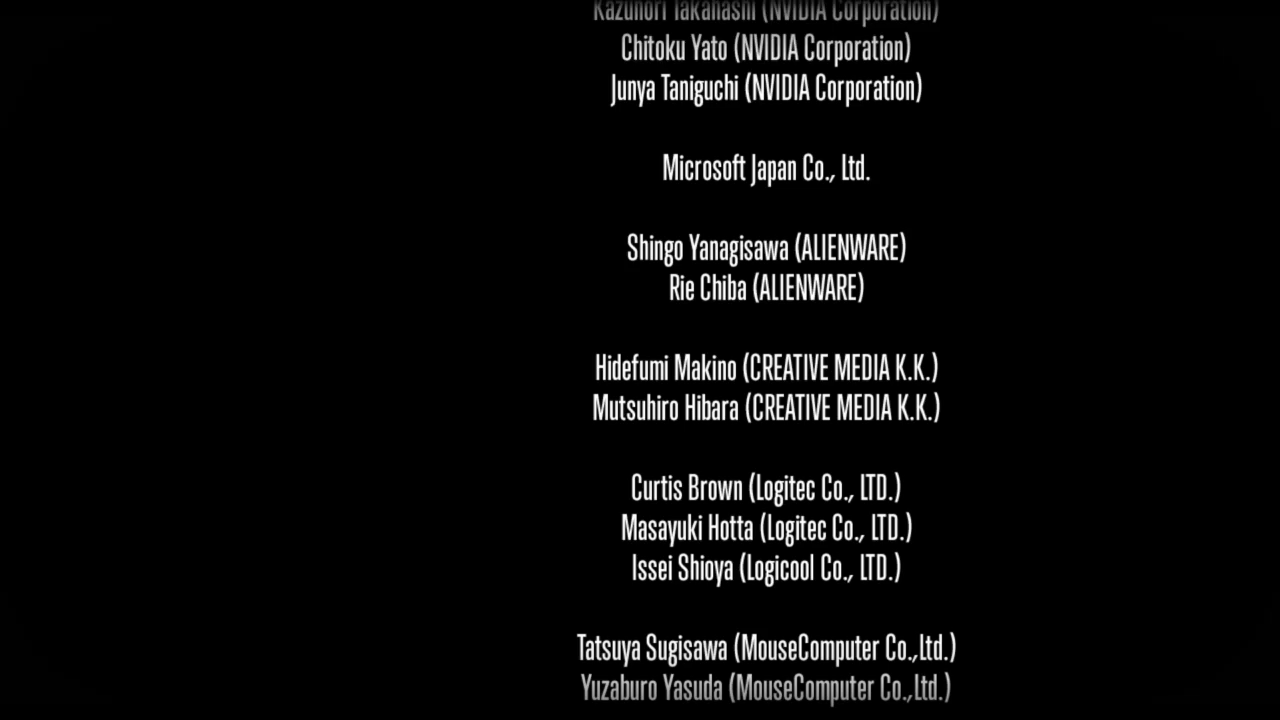 Kazunori Takahashi (NVIDIA Corporation)
Chitoku Yato (NVIDIA Corporation)
Junya Taniguchi (NVIDIA Corporation)
Microsoft Japan Co., Ltd.
Shingo Yanagisawa (ALIENWARE)
Rie Chiba (ALIENWARE)
Hidefumi Makino (CREATIVE MEDIA K.K.)
Mutsuhiro Hibara (CREATIVE MEDIA K.K.)
Curtis Brown (Logitec Co., LTD.)
Masayuki Hotta (Logitec Co., LTD.)
Issei Shioya (Logicool Co., LTD.)
Tatsuya Sugisawa (MouseComputer Co.,Ltd.)
Yuzaburo Yasuda (MouseComputer Co.,Ltd.)